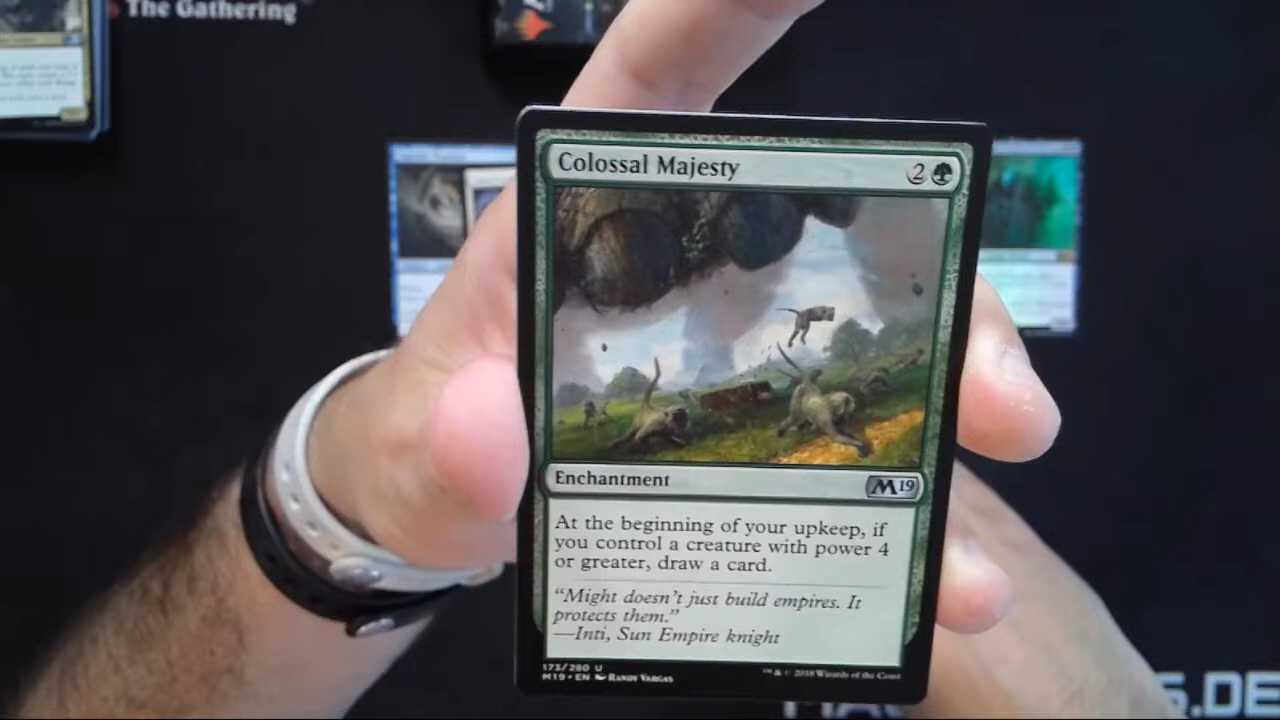 The Gathering
Colossal Majesty 2
Enchantment M19
At the beginning of your upkeep, if
you control a creature with power 4
or greater, draw a card.
“Might doesn’t just build empires. It
protects them.”
—Inti, Sun Empire knight
173/280 U
M19 • EN Randy Vargas
™ & © 2018 Wizards of the Coast
S.DE